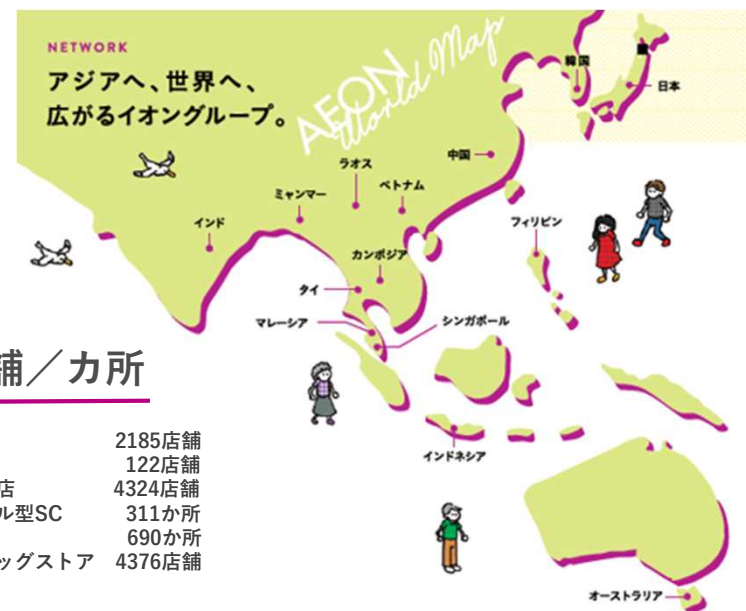 NETWORK
アジアへ、世界へ、
広がるイオングループ。
AEON
World Map
韓国
日本
中国
ラオス
ベトナム
ミャンマー
インド
フィリピン
カンボジア
タイ
マレーシア
シンガポール
インドネシア
オーストラリア
舗／カ所
2185店舗
122店舗
店 4324店舗
ル型SC 311か所
690か所
ッグストア 4376店舗